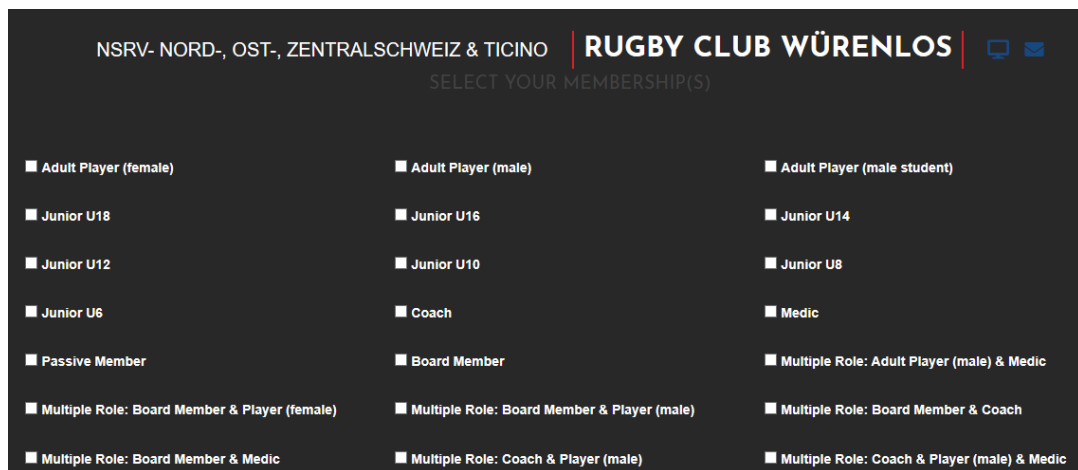 NSRV- NORD-, OST-, ZENTRALSCHWEIZ & TICINO RUGBY CLUB WÜRENLOS
SELECT YOUR MEMBERSHIP(S)
Adult Player (female) Adult Player (male) Adult Player (male student)
Junior U18 Junior U16 Junior U14
Junior U12 Junior U10 Junior U8
Junior U6 Coach Medic
Passive Member Board Member Multiple Role: Adult Player (male) & Medic
Multiple Role: Board Member & Player (female) Multiple Role: Board Member & Player (male) Multiple Role: Board Member & Coach
Multiple Role: Board Member & Medic Multiple Role: Coach & Player (male) Multiple Role: Coach & Player (male) & Medic